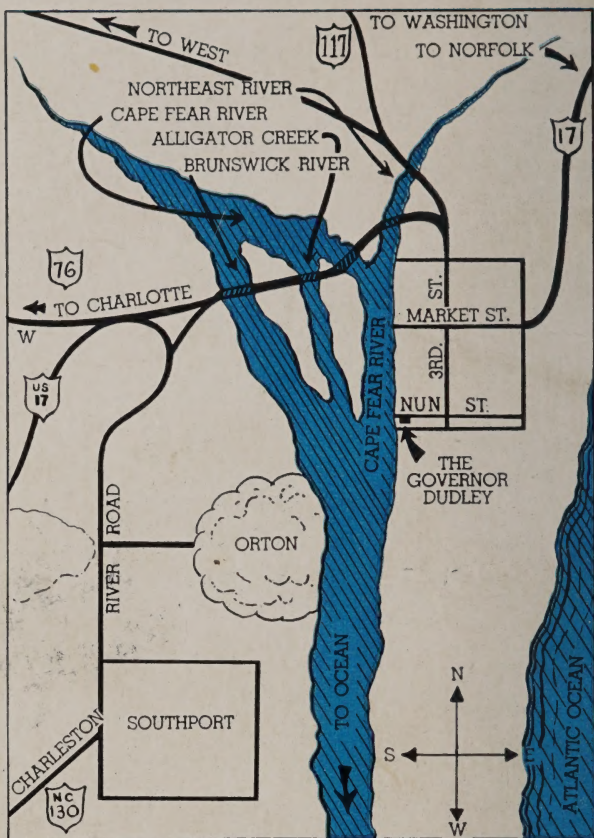 TO WASHINGTON
TO NORFOLK
TO WEST
117
17
NORTHEAST RIVER
CAPE FEAR RIVER
ALLIGATOR CREEK
BRUNSWICK RIVER
76
TO CHARLOTTE
W
US
17
ST.
MARKET ST.
3RD.
NUN ST.
CAPE FEAR RIVER
THE
GOVERNOR
DUDLEY
ORTON
RIVER ROAD
SOUTHPORT
CHARLESTON
NC
130
TO OCEAN
N
S
E
W
ATLANTIC OCEAN